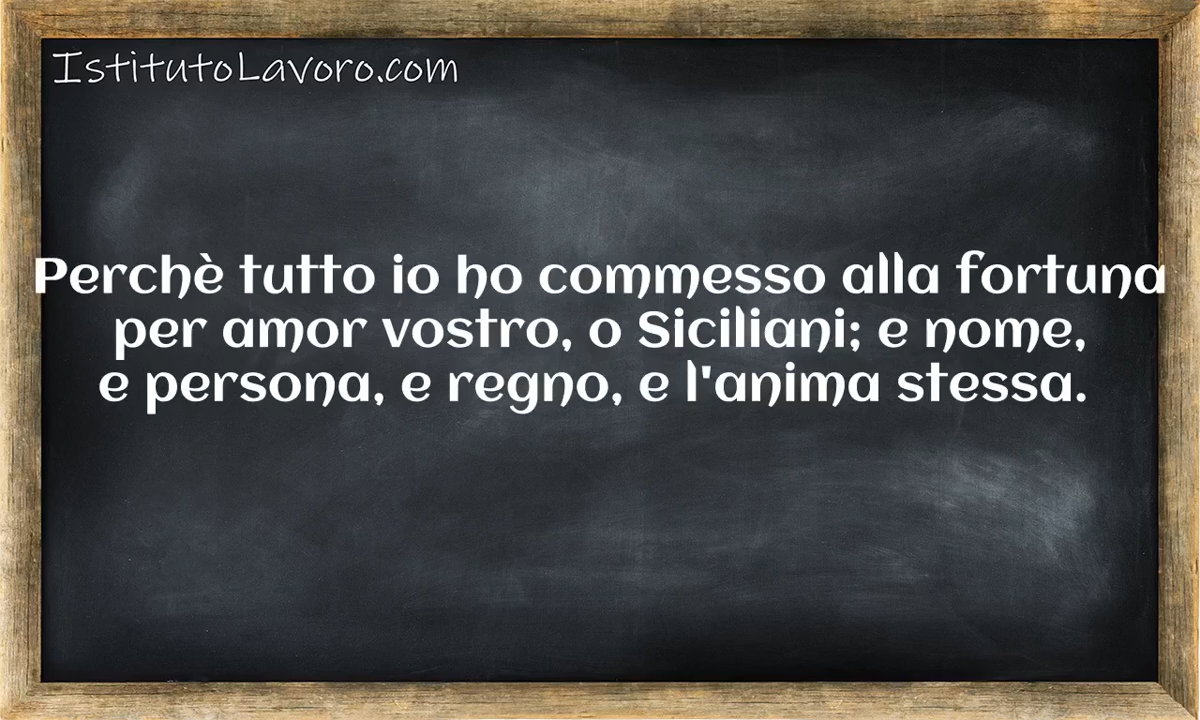 IstitutoLavoro.com
Perchè tutto io ho commesso alla fortuna
per amor vostro, o Siciliani; e nome,
e persona, e regno, e l'anima stessa.